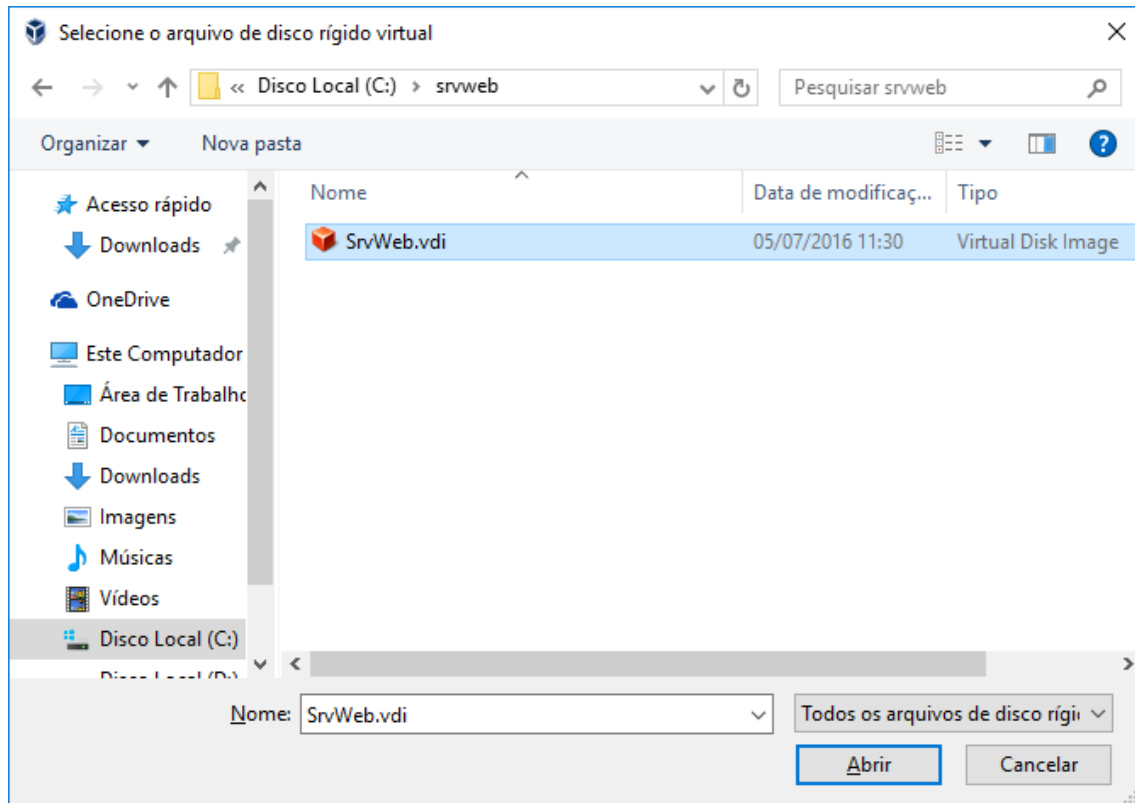 Selecione o arquivo de disco rígido virtual
« Disco Local (C:) > srvweb
Pesquisar srvweb
Organizar
Nova pasta
Nome
Data de modificaç...
Tipo
SrvWeb.vdi
05/07/2016 11:30
Virtual Disk Image
Acesso rápido
Downloads
OneDrive
Este Computador
Área de Trabalho
Documentos
Downloads
Imagens
Músicas
Vídeos
Disco Local (C:)
Disco Local (D:)
Nome:
SrvWeb.vdi
Todos os arquivos de disco rígi
Abrir
Cancelar